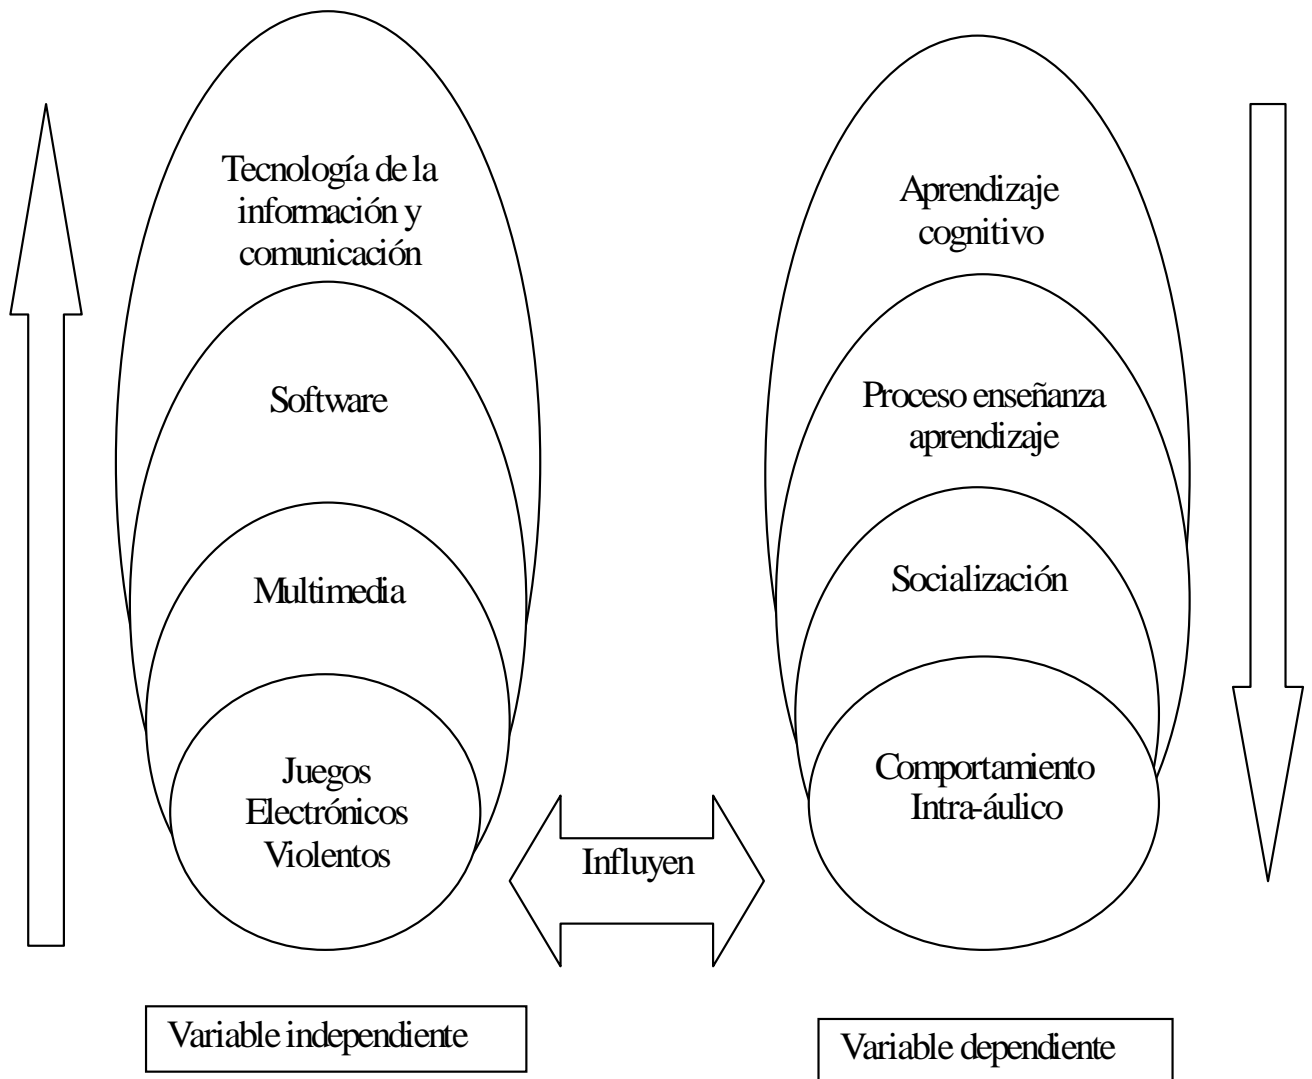 Tecnología de la
información y
comunicación
Software
Multimedia
Juegos
Electrónicos
Violentos
Influyen
Aprendizaje
cognitivo
Proceso enseñanza
aprendizaje
Socialización
Comportamiento
Intra-áulico
Variable independiente
Variable dependiente